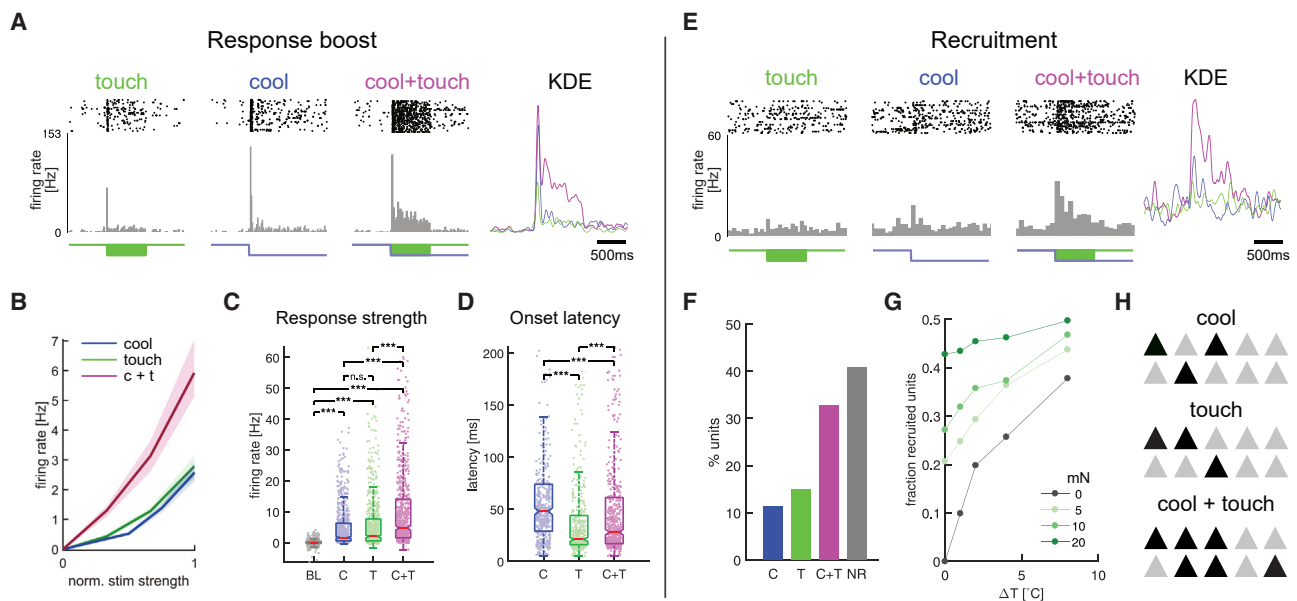 A
Response boost
touch
cool
cool+touch
KDE
153
firing rate
[Hz]
0
500ms
B
7
6
5
4
3
2
1
0
firing rate [Hz]
cool
touch
c + t
0
1
norm. stim strength
C
Response strength
60
50
40
30
20
10
0
firing rate [Hz]
***
***
n.s.
***
***
***
BL
C
T
C+T
D
Onset latency
200
150
100
50
0
latency [ms]
***
***
***
C
T
C+T
E
Recruitment
touch
cool
cool+touch
KDE
60
firing rate
[Hz]
0
500ms
F
50
40
30
20
10
0
% units
C
T
C+T
NR
G
0.5
0.4
0.3
0.2
0.1
0
fraction recruited units
mN
0
5
10
20
0
5
10
ΔT [°C]
H
cool
touch
cool + touch